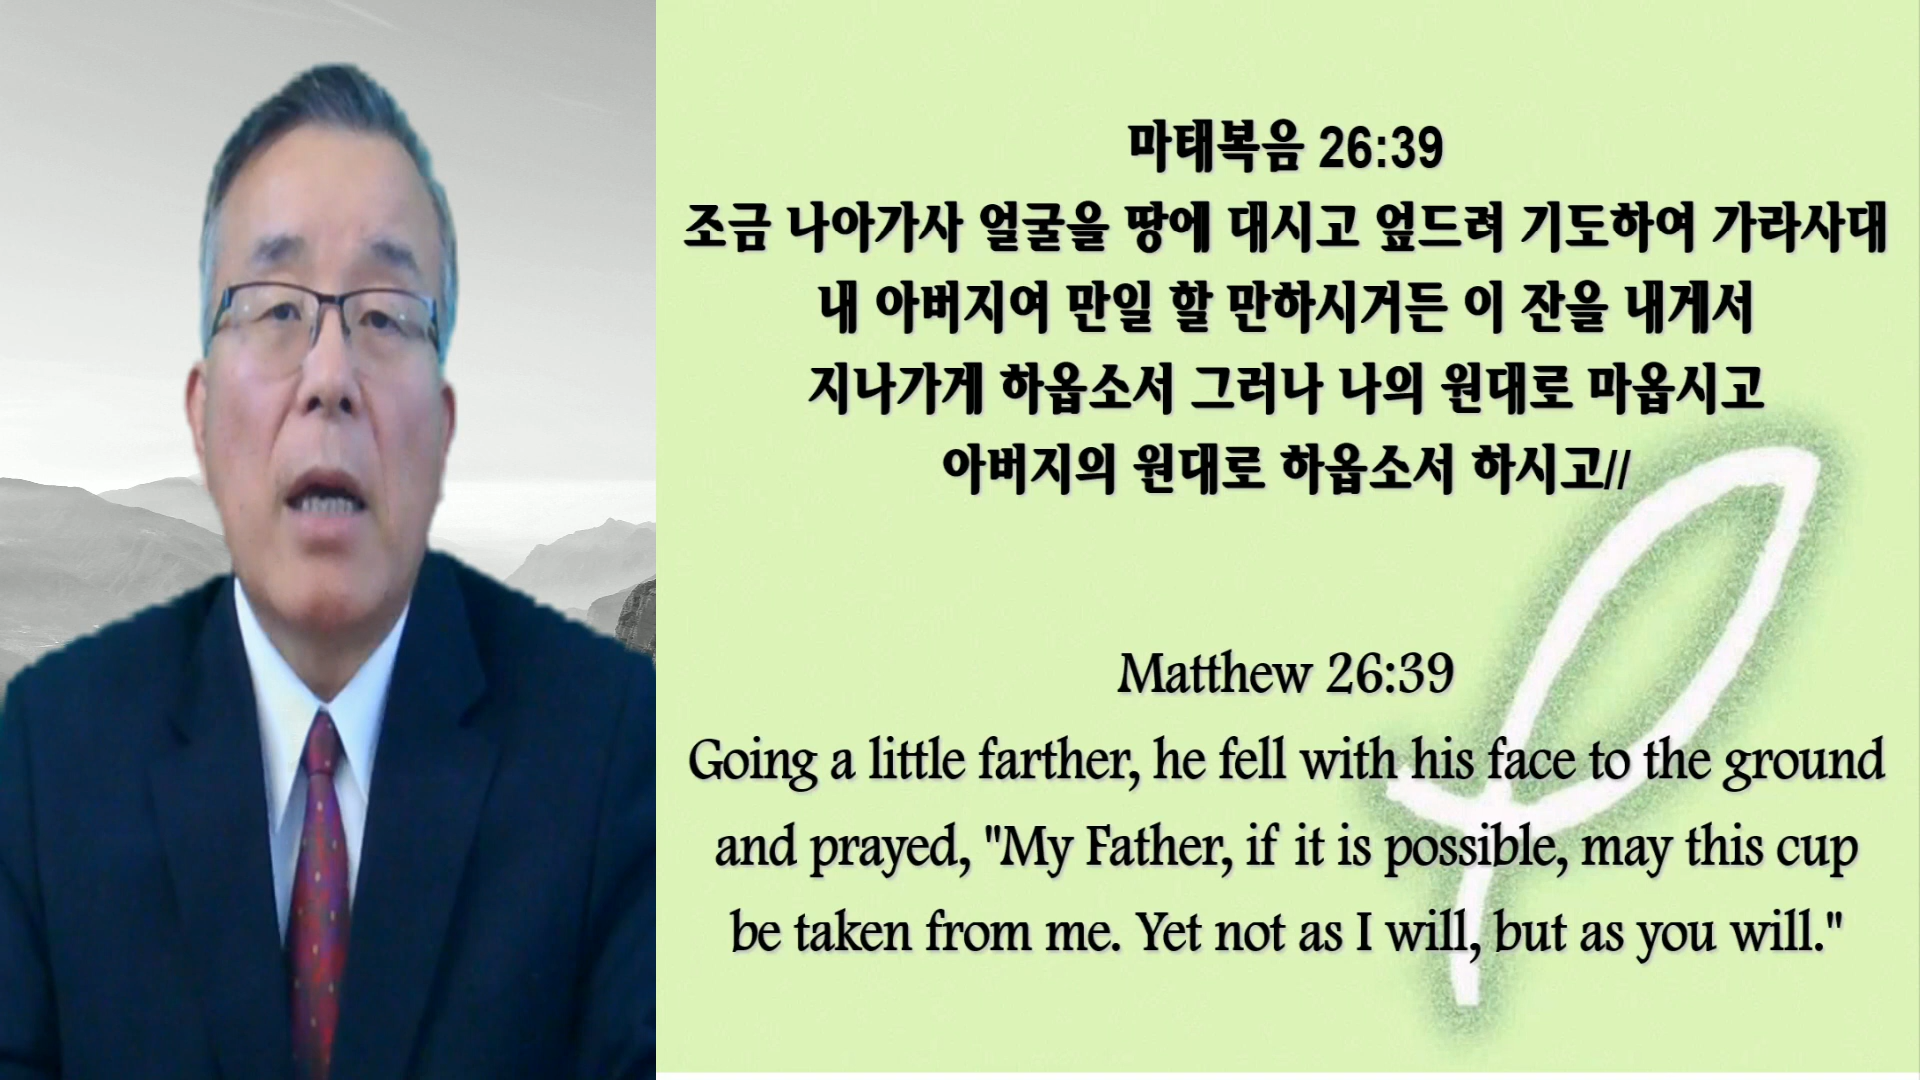 마태복음 26:39
조금 나아가사 얼굴을 땅에 대시고 엎드려 기도하여 가라사대
내 아버지여 만일 할 만하시거든 이 잔을 내게서
지나가게 하옵소서 그러나 나의 원대로 마옵시고
아버지의 원대로 하옵소서 하시고//
Matthew 26:39
Going a little farther, he fell with his face to the ground
and prayed, "My Father, if it is possible, may this cup
be taken from me. Yet not as I will, but as you will."